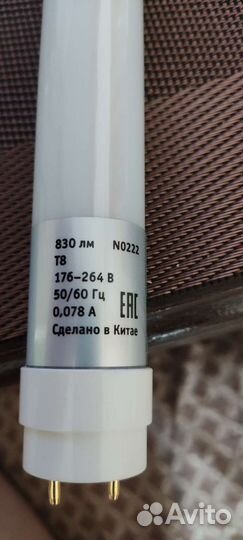 830 лм N0222
T8
176–264 В
50/60 Гц
0,078 А
Сделано в Китае
EAC
Avito